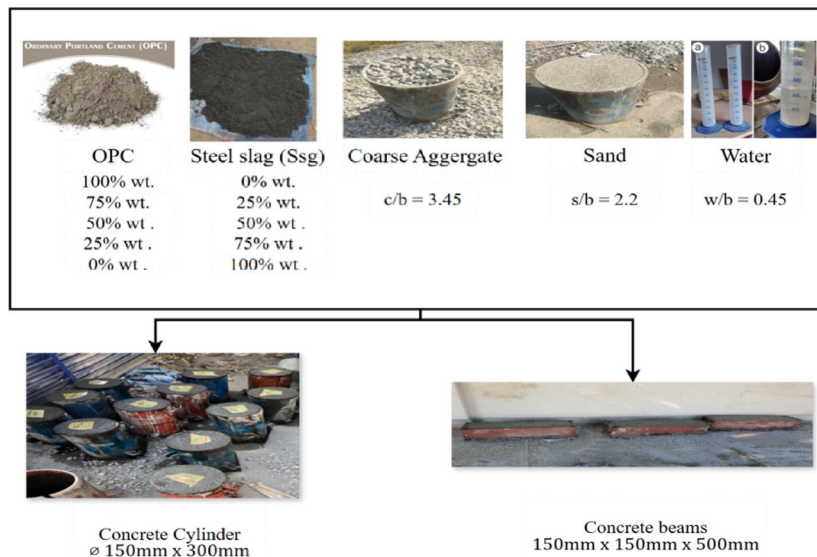 ORDINARY PORTLAND CEMENT (OPC)
a
b
OPC
Steel slag (Ssg)
Coarse Aggergate
Sand
Water
100% wt.
75% wt.
50% wt .
25% wt .
0% wt .
0% wt.
25% wt.
50% wt .
75% wt .
100% wt .
c/b = 3.45
s/b = 2.2
w/b = 0.45
Concrete Cylinder
ø 150mm x 300mm
Concrete beams
150mm x 150mm x 500mm